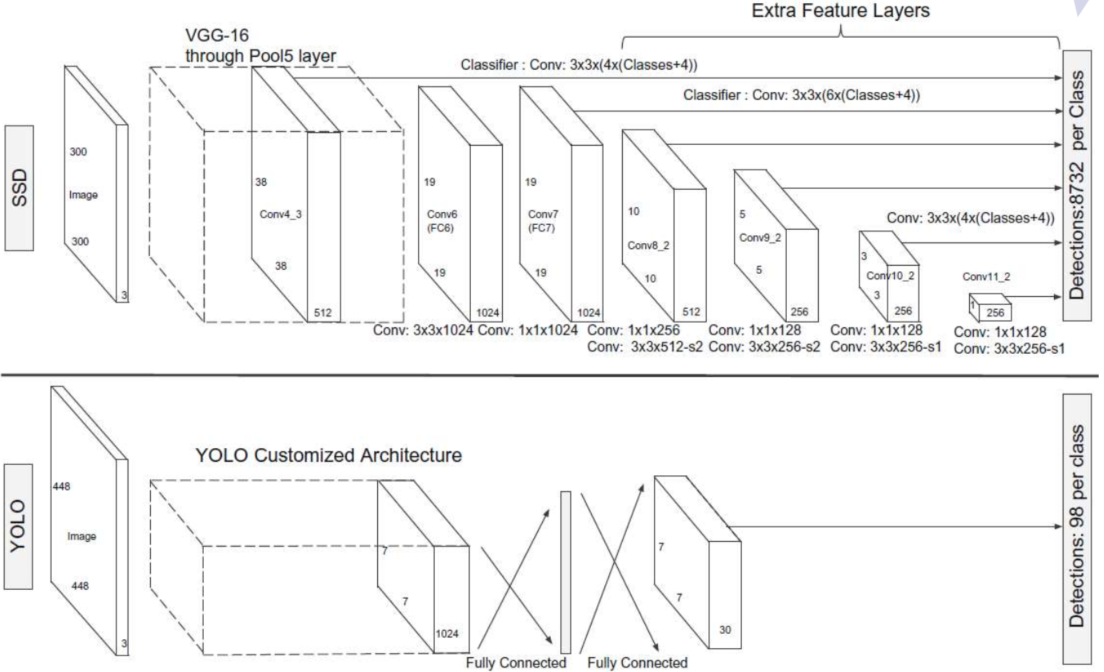 Extra Feature Layers
VGG-16
through Pool5 layer
Classifier : Conv: 3x3x(4x(Classes+4))
Classifier : Conv: 3x3x(6x(Classes+4))
SSD
300
Image
300
3
38
Conv4_3
38
512
19
Conv6
(FC6)
19
1024
19
Conv7
(FC7)
19
1024
10
Conv8_2
10
512
5
Conv9_2
5
256
Conv: 3x3x(4x(Classes+4))
3
Conv10_2
3
256
Conv11_2
1
256
Detections:8732 per Class
Conv: 3x3x1024 Conv: 1x1x1024 Conv: 1x1x256 Conv: 1x1x128 Conv: 1x1x128 Conv: 1x1x128
Conv: 3x3x512-s2 Conv: 3x3x256-s2 Conv: 3x3x256-s1 Conv: 3x3x256-s1
YOLO
448
Image
448
3
YOLO Customized Architecture
7
7
1024
Fully Connected
Fully Connected
7
7
30
Detections: 98 per class